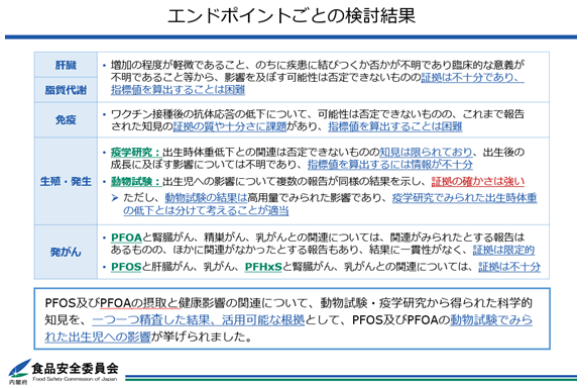 エンドポイントごとの検討結果
肝臓
脂質代謝
• 増加の程度が軽微であること、のちに疾患に結びつくか否かが不明であり臨床的な意義が
不明であること等から、影響を及ぼす可能性は否定できないものの証拠は不十分であり、
指標値を算出することは困難
免疫
• ワクチン接種後の抗体応答の低下について、可能性は否定できないものの、これまで報告
された知見の証拠の質や十分さに課題があり、指標値を算出することは困難
生殖・発生
• 疫学研究：出生時体重低下との関連は否定できないものの知見は限られており、出生後の
成長に及ぼす影響については不明であり、指標値を算出するには情報が不十分
• 動物試験：出生児への影響について複数の報告が同様の結果を示し、証拠の確かさは強い
➤ ただし、動物試験の結果は高用量でみられた影響であり、疫学研究でみられた出生時体重
の低下とは分けて考えることが適当
発がん
• PFOAと腎臓がん、精巣がん、乳がんとの関連については、関連がみられたとする報告は
あるものの、ほかに関連がなかったとする報告もあり、結果に一貫性がなく、証拠は限定的
• PFOSと肝臓がん、乳がん、PFHxSと腎臓がん、乳がんとの関連については、証拠は不十分
PFOS及びPFOAの摂取と健康影響の関連について、動物試験・疫学研究から得られた科学的
知見を、一つ一つ精査した結果、活用可能な根拠として、PFOS及びPFOAの動物試験でみら
れた出生児への影響が挙げられました。
内閣府
食品安全委員会
Food Safety Commission of Japan